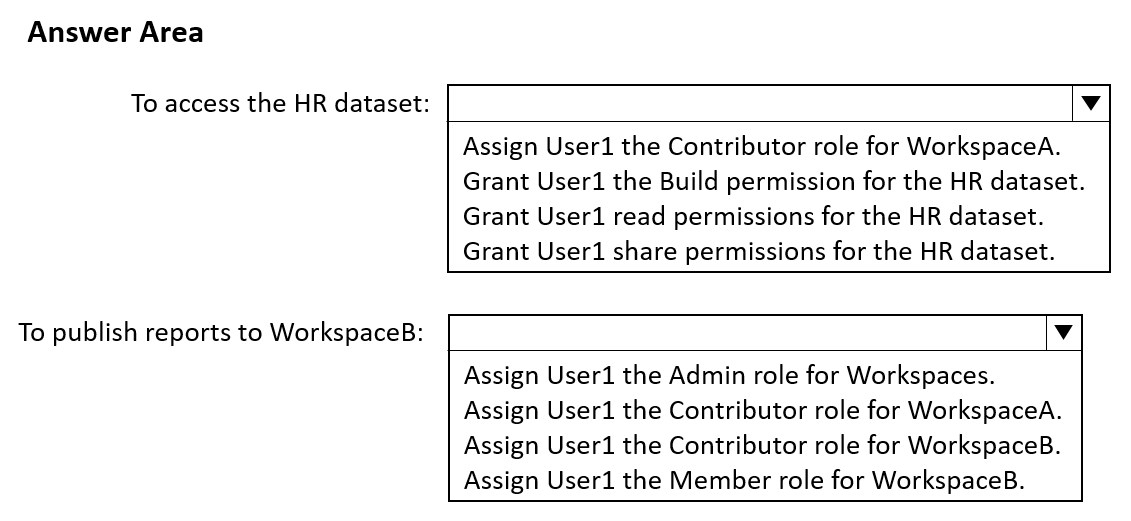 Answer Area
To access the HR dataset:
Assign User1 the Contributor role for WorkspaceA.
Grant User1 the Build permission for the HR dataset.
Grant User1 read permissions for the HR dataset.
Grant User1 share permissions for the HR dataset.
To publish reports to WorkspaceB:
Assign User1 the Admin role for Workspaces.
Assign User1 the Contributor role for WorkspaceA.
Assign User1 the Contributor role for WorkspaceB.
Assign User1 the Member role for WorkspaceB.